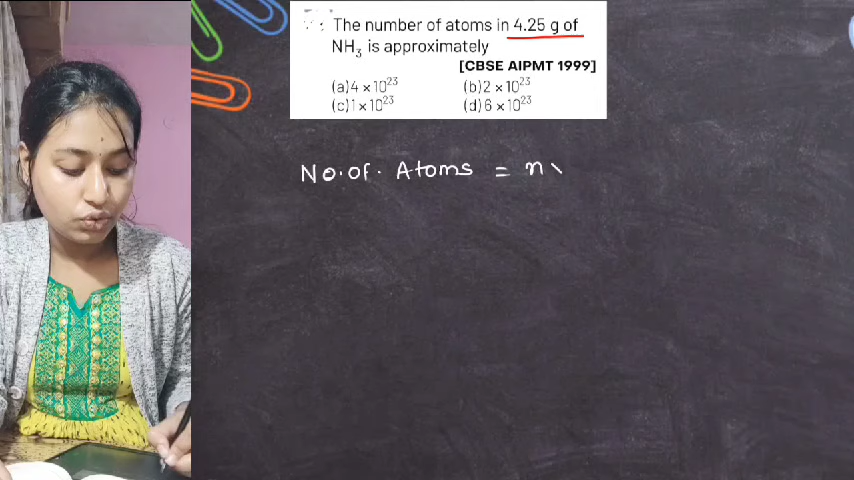 The number of atoms in 4.25 g of
NH₃ is approximately
[CBSE AIPMT 1999]
(a) 4 × 10²³ (b) 2 × 10²³
(c) 1 × 10²³ (d) 6 × 10²³
No. of. Atoms = n